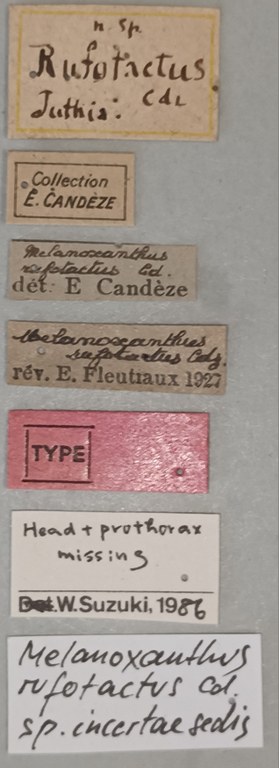 n. sp.
Rufotactus
Juthia: Cdz
Collection
E. CANDÈZE
Melanoxanthus
rufotactus Cd.
dét. E Candèze
Melanoxanthus
rufotactus Cdz.
rév. E. Fleutiaux 1927
TYPE
Head + prothorax
missing
Det. W. Suzuki, 1986
Melanoxanthus
rufotactus Cd.
sp. incertae sedis